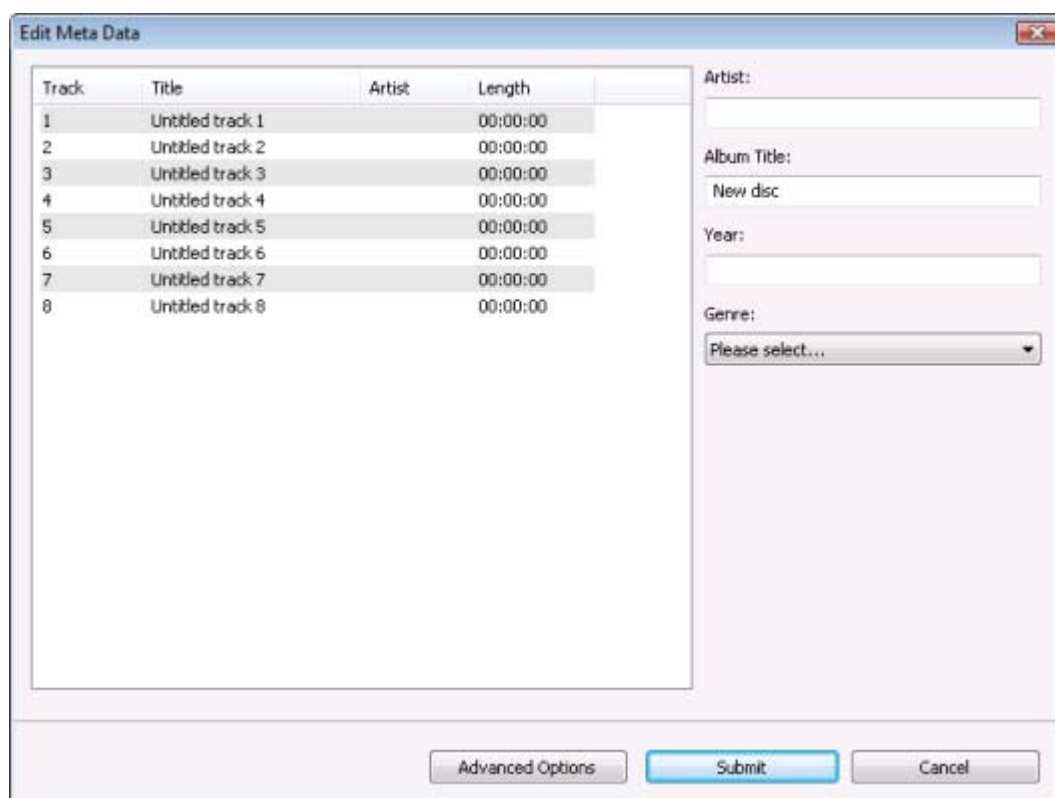 Edit Meta Data
Track Title Artist Length
1 Untitled track 1 00:00:00
2 Untitled track 2 00:00:00
3 Untitled track 3 00:00:00
4 Untitled track 4 00:00:00
5 Untitled track 5 00:00:00
6 Untitled track 6 00:00:00
7 Untitled track 7 00:00:00
8 Untitled track 8 00:00:00
Artist:
Album Title:
New disc
Year:
Genre:
Please select...
Advanced Options Submit Cancel